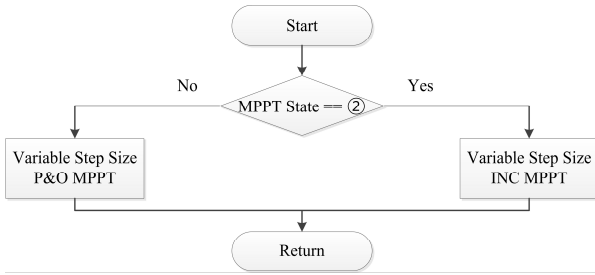 Start
No
Yes
MPPT State == ②
Variable Step Size
P&O MPPT
Variable Step Size
INC MPPT
Return